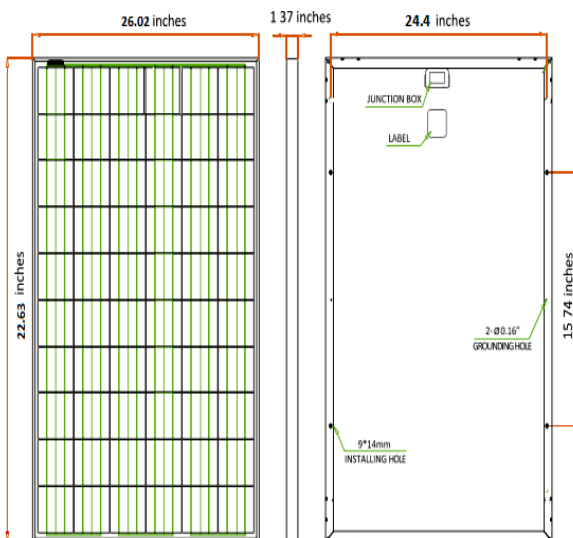 26.02 inches
1 37 inches
24.4 inches
JUNCTION BOX
LABEL
22.63 inches
15 74 inches
2-Ø0.16"
GROUNDING HOLE
9*14mm
INSTALLING HOLE